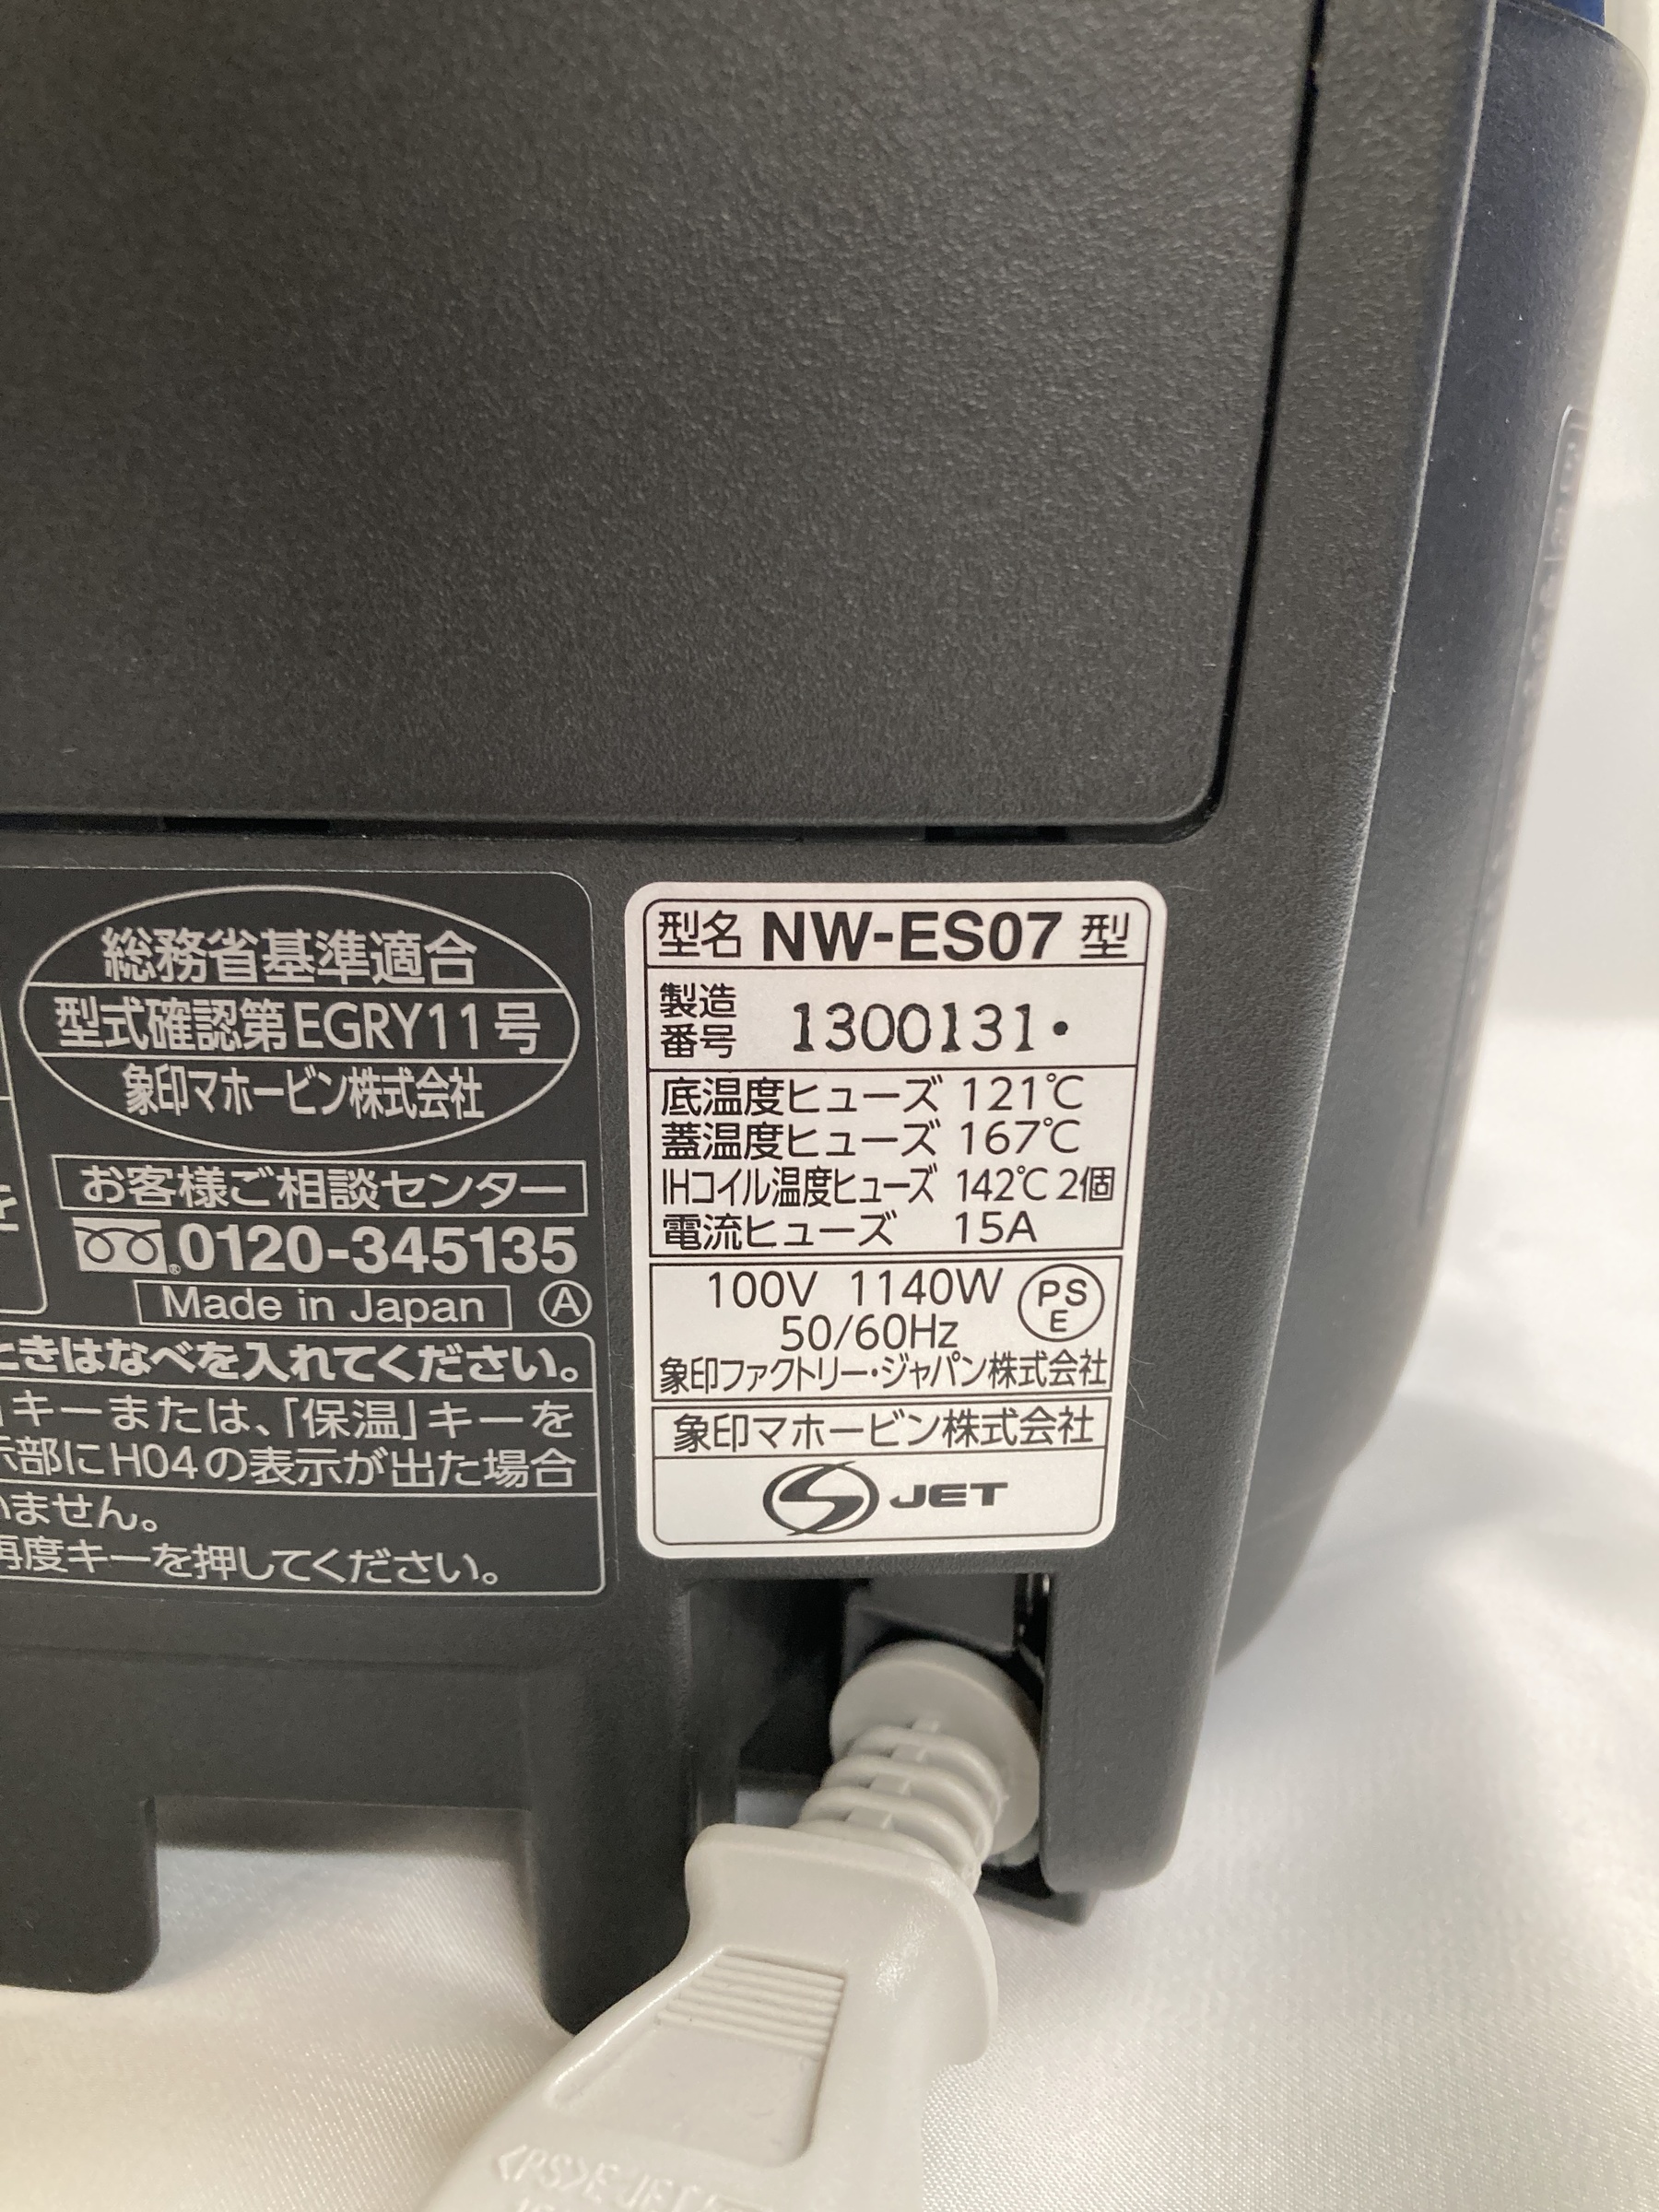 総務省基準適合
型式確認第EGRY11号
象印マホービン株式会社
お客様ご相談センター
0120-345135
Made in Japan Ⓐ
ときはなべを入れてください。
キーまたは、「保温」キーを
示部にH04の表示が出た場合
いません。
再度キーを押してください。
型名 NW-ES07 型
製造番号 1300131・
底温度ヒューズ 121℃
蓋温度ヒューズ 167℃
IHコイル温度ヒューズ 142℃ 2個
電流ヒューズ 15A
100V 1140W
50/60Hz
PSE
象印ファクトリー・ジャパン株式会社
象印マホービン株式会社
JET
<PS>E JET